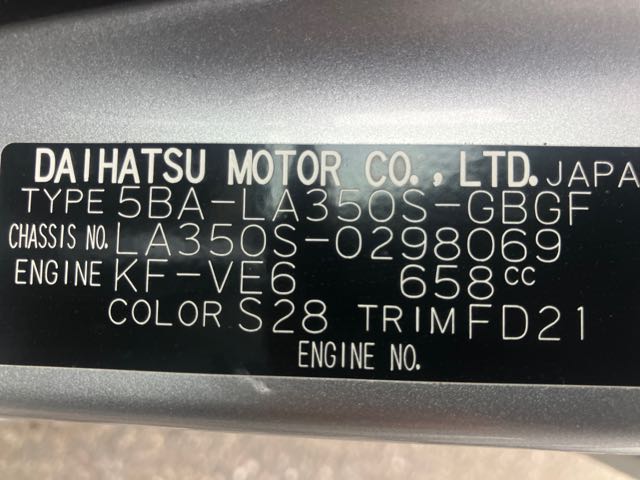 DAIHATSU MOTOR CO., LTD. JAPA
TYPE 5BA-LA350S-GBGF
CHASSIS NO. LA350S-0298069
ENGINE KF-VE6 658cc
COLOR S28 TRIM FD21
ENGINE NO.